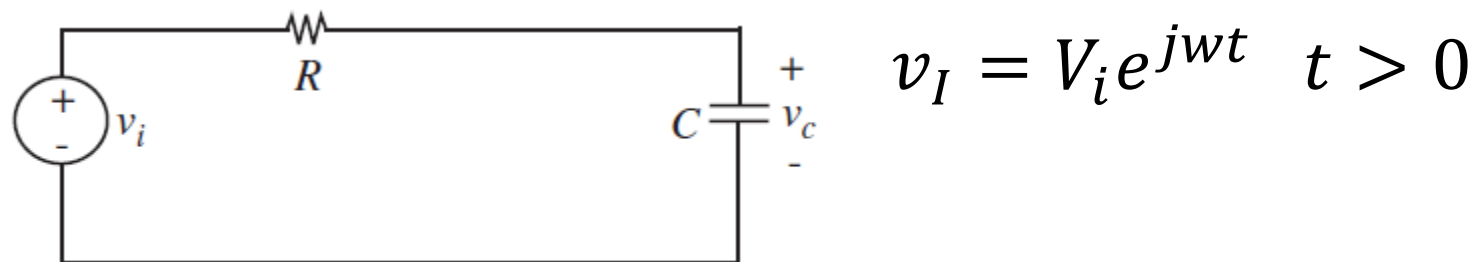 +
-
v_i
R
C
+
v_c
-
v_I = V_i e^{jwt} t > 0